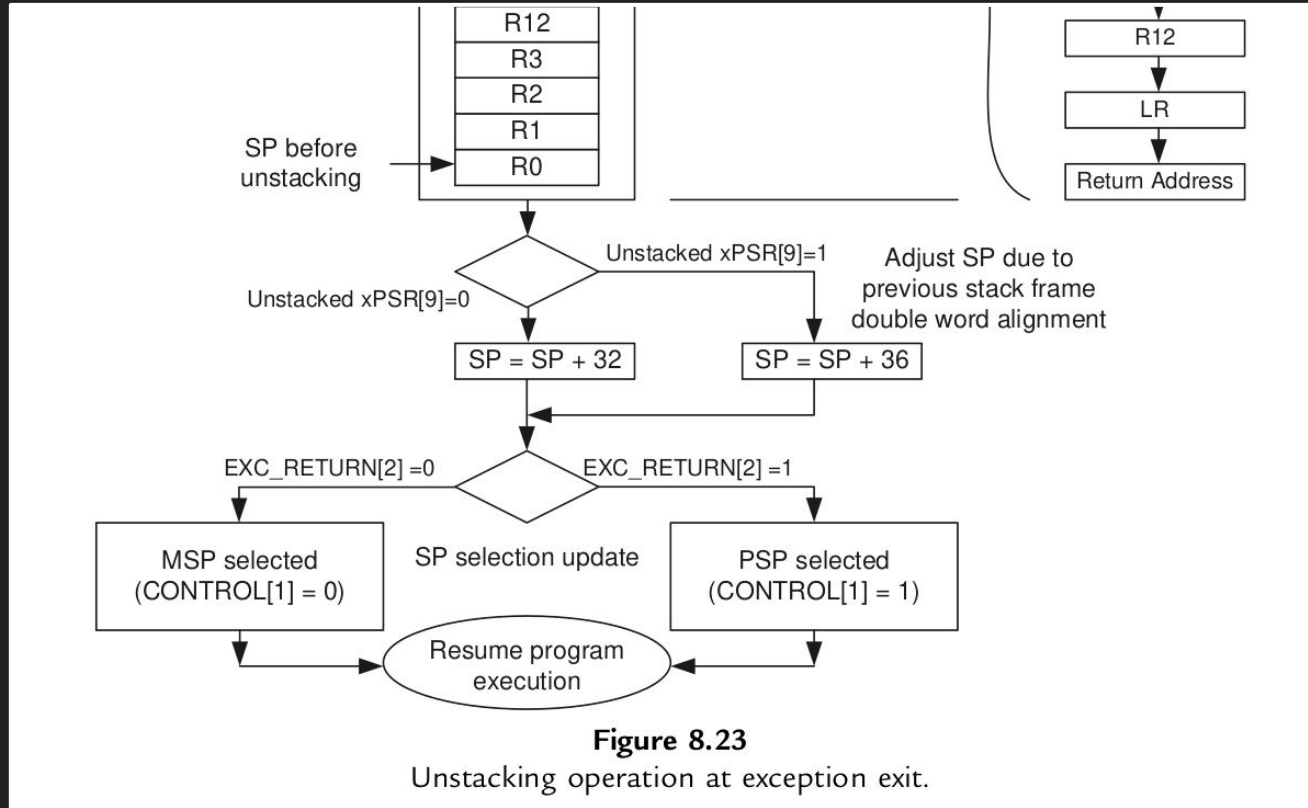 R12
R3
R2
R1
R0
SP before
unstacking
R12
LR
Return Address
Unstacked xPSR[9]=1
Unstacked xPSR[9]=0
Adjust SP due to
previous stack frame
double word alignment
SP = SP + 32
SP = SP + 36
EXC_RETURN[2] =0
EXC_RETURN[2] =1
MSP selected
(CONTROL[1] = 0)
SP selection update
PSP selected
(CONTROL[1] = 1)
Resume program
execution
Figure 8.23
Unstacking operation at exception exit.